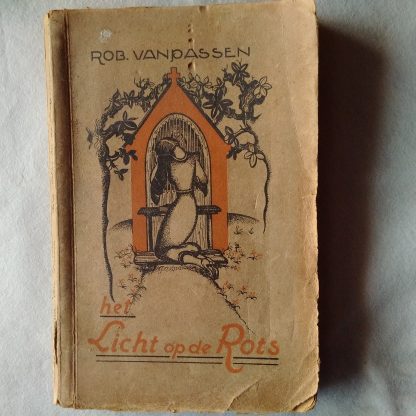 ROB. VANPASSEN
het
Licht op de Rots